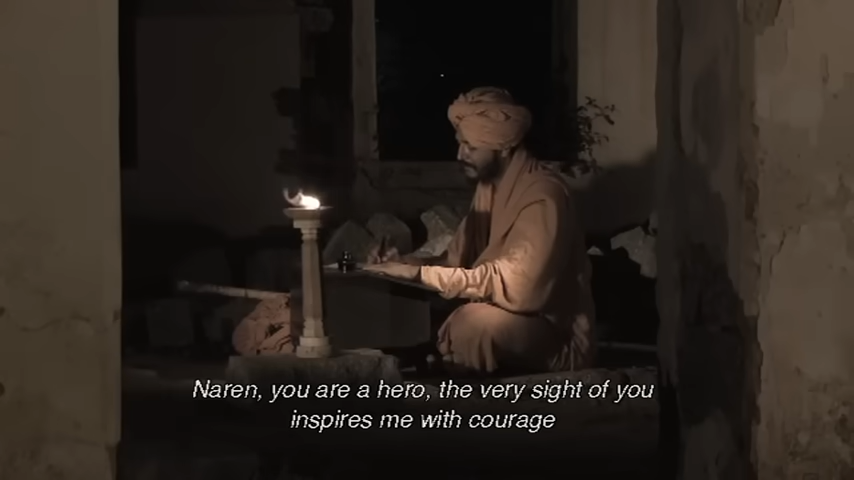 Naren, you are a hero, the very sight of you
inspires me with courage